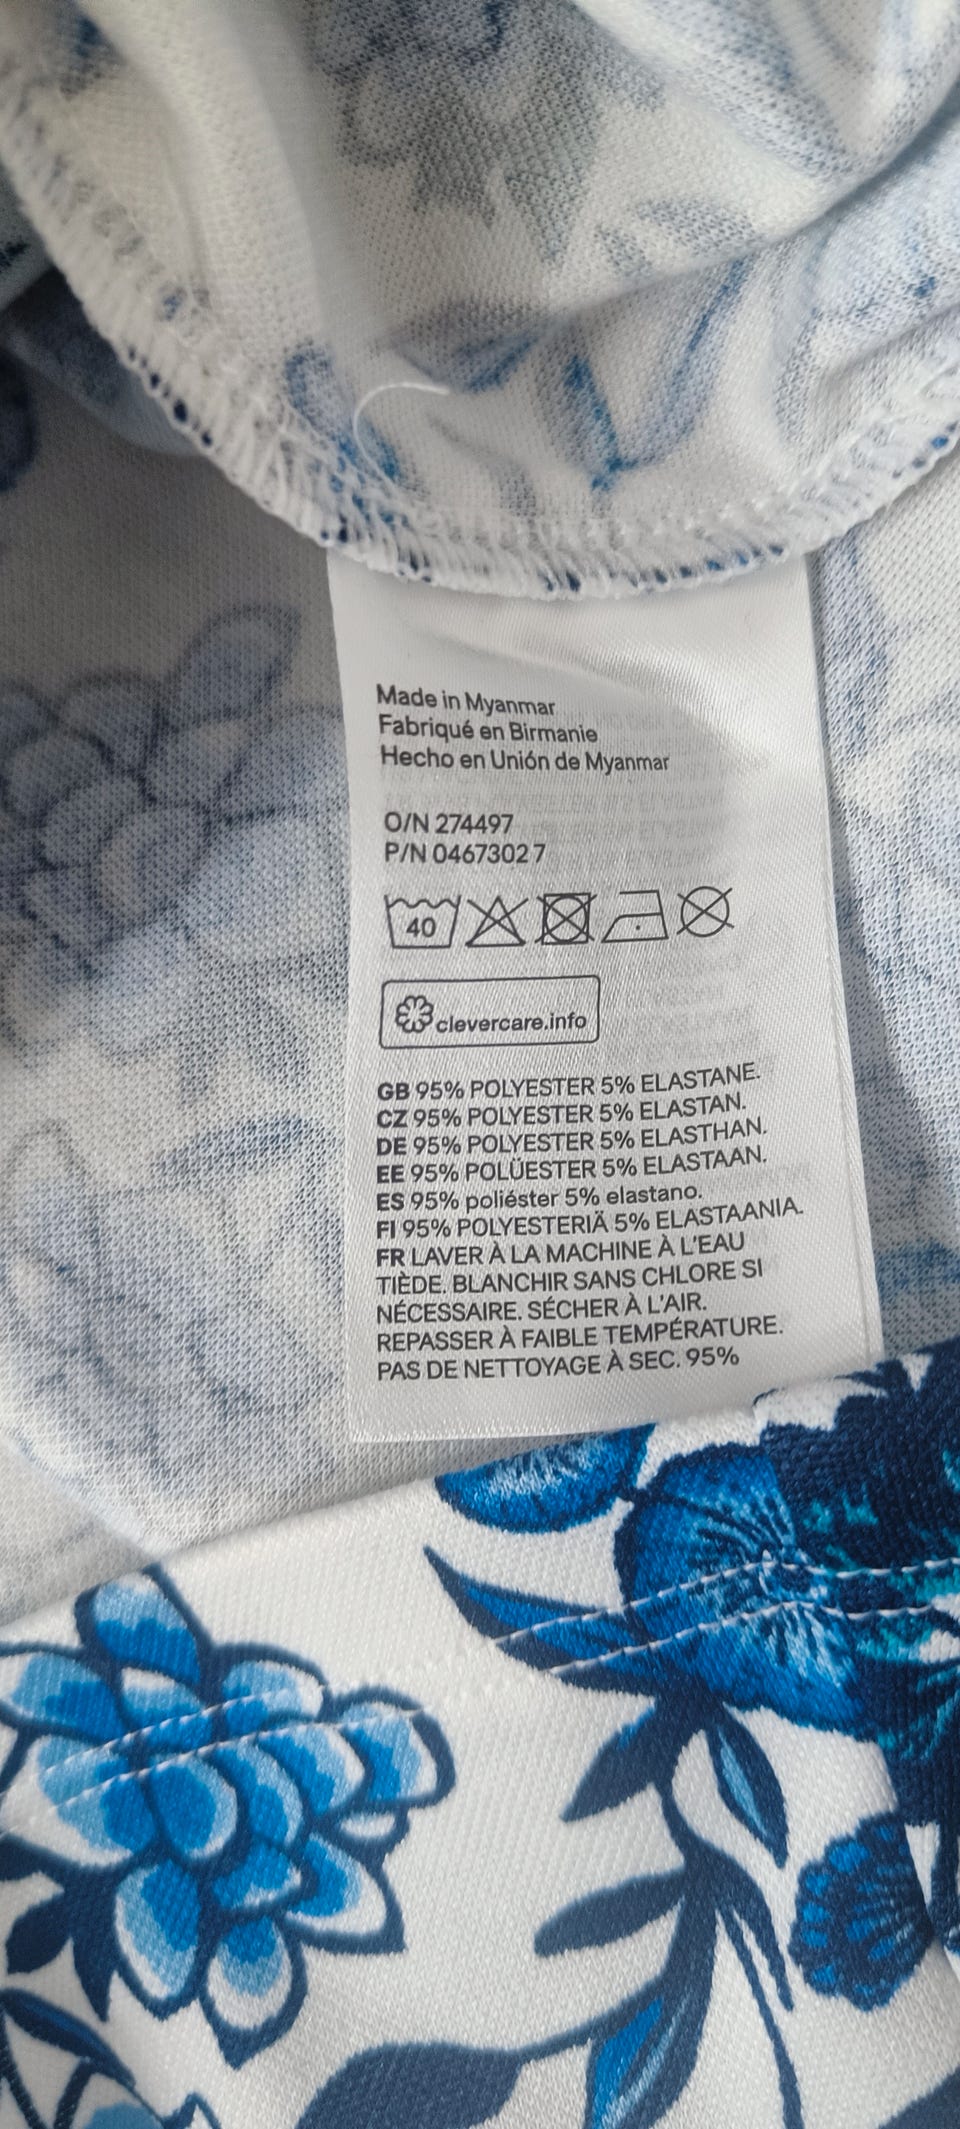 Made in Myanmar
Fabriqué en Birmanie
Hecho en Unión de Myanmar
O/N 274497
P/N 0467302 7
40
clevercare.info
GB 95% POLYESTER 5% ELASTANE.
CZ 95% POLYESTER 5% ELASTAN.
DE 95% POLYESTER 5% ELASTHAN.
EE 95% POLÜESTER 5% ELASTAAN.
ES 95% poliéster 5% elastano.
FI 95% POLYESTERIÄ 5% ELASTAANIA.
FR LAVER À LA MACHINE À L'EAU
TIÈDE. BLANCHIR SANS CHLORE SI
NÉCESSAIRE. SÉCHER À L'AIR.
REPASSER À FAIBLE TEMPÉRATURE.
PAS DE NETTOYAGE À SEC. 95%